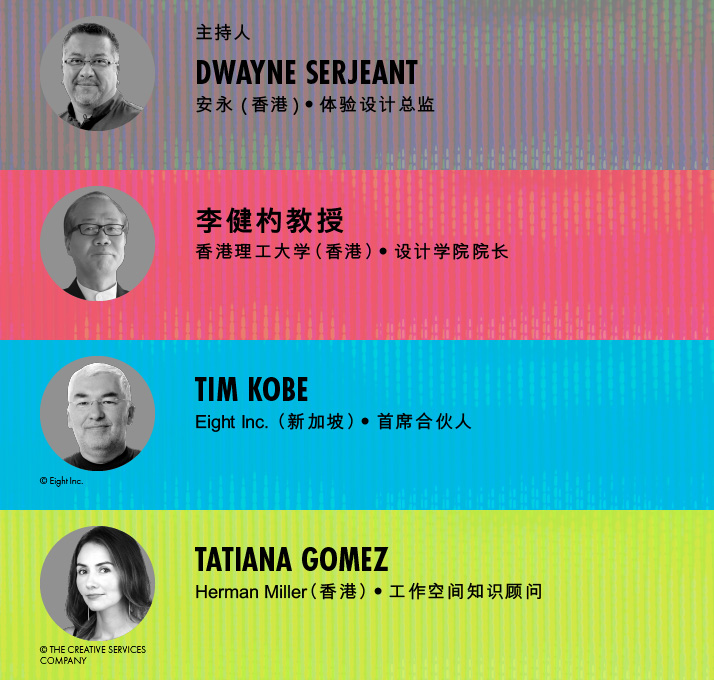 主持人
DWAYNE SERJEANT
安永 (香港) • 体验设计总监
李健杓教授
香港理工大学（香港）• 设计学院院长
TIM KOBE
Eight Inc.（新加坡）• 首席合伙人
© Eight Inc.
TATIANA GOMEZ
Herman Miller（香港）• 工作空间知识顾问
© THE CREATIVE SERVICES
COMPANY